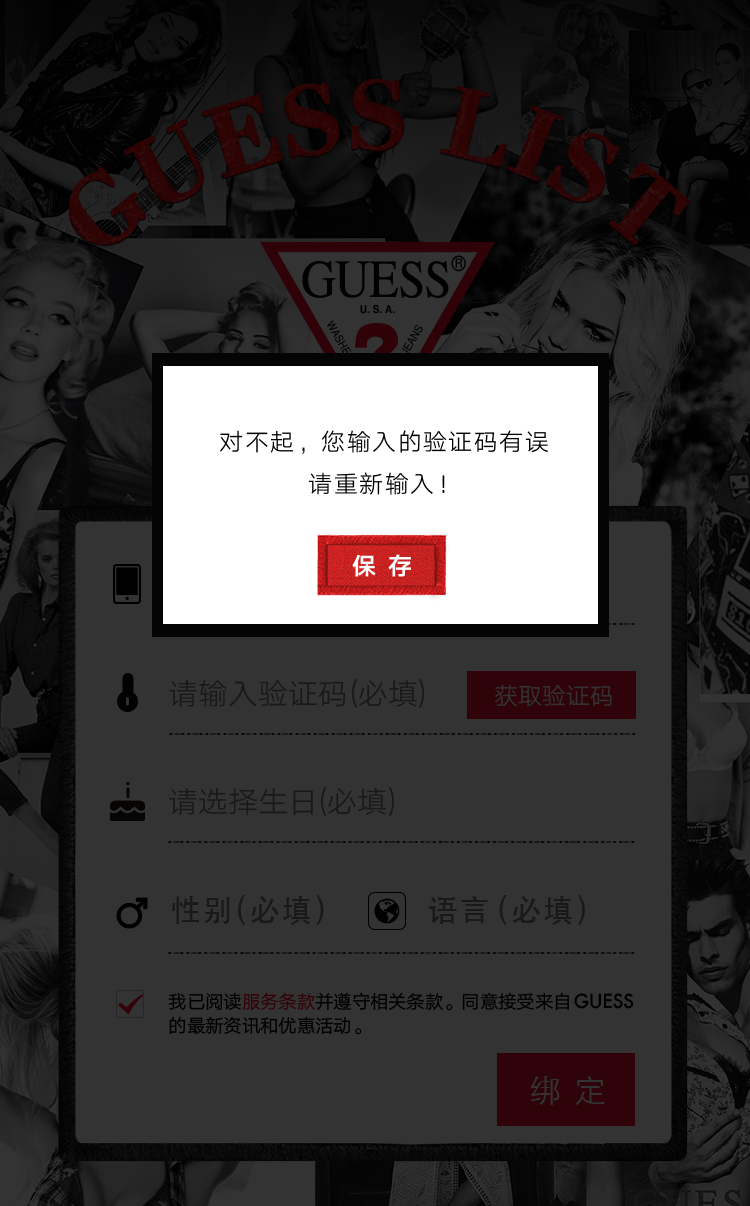 GUESS LIST
GUESS®
U.S.A.
WASHE
?
JEANS
对不起，您输入的验证码有误
请重新输入！
保存
请输入验证码(必填)
获取验证码
请选择生日(必填)
性别(必填)
语言(必填)
我已阅读服务条款并遵守相关条款。同意接受来自GUESS
的最新资讯和优惠活动。
绑定